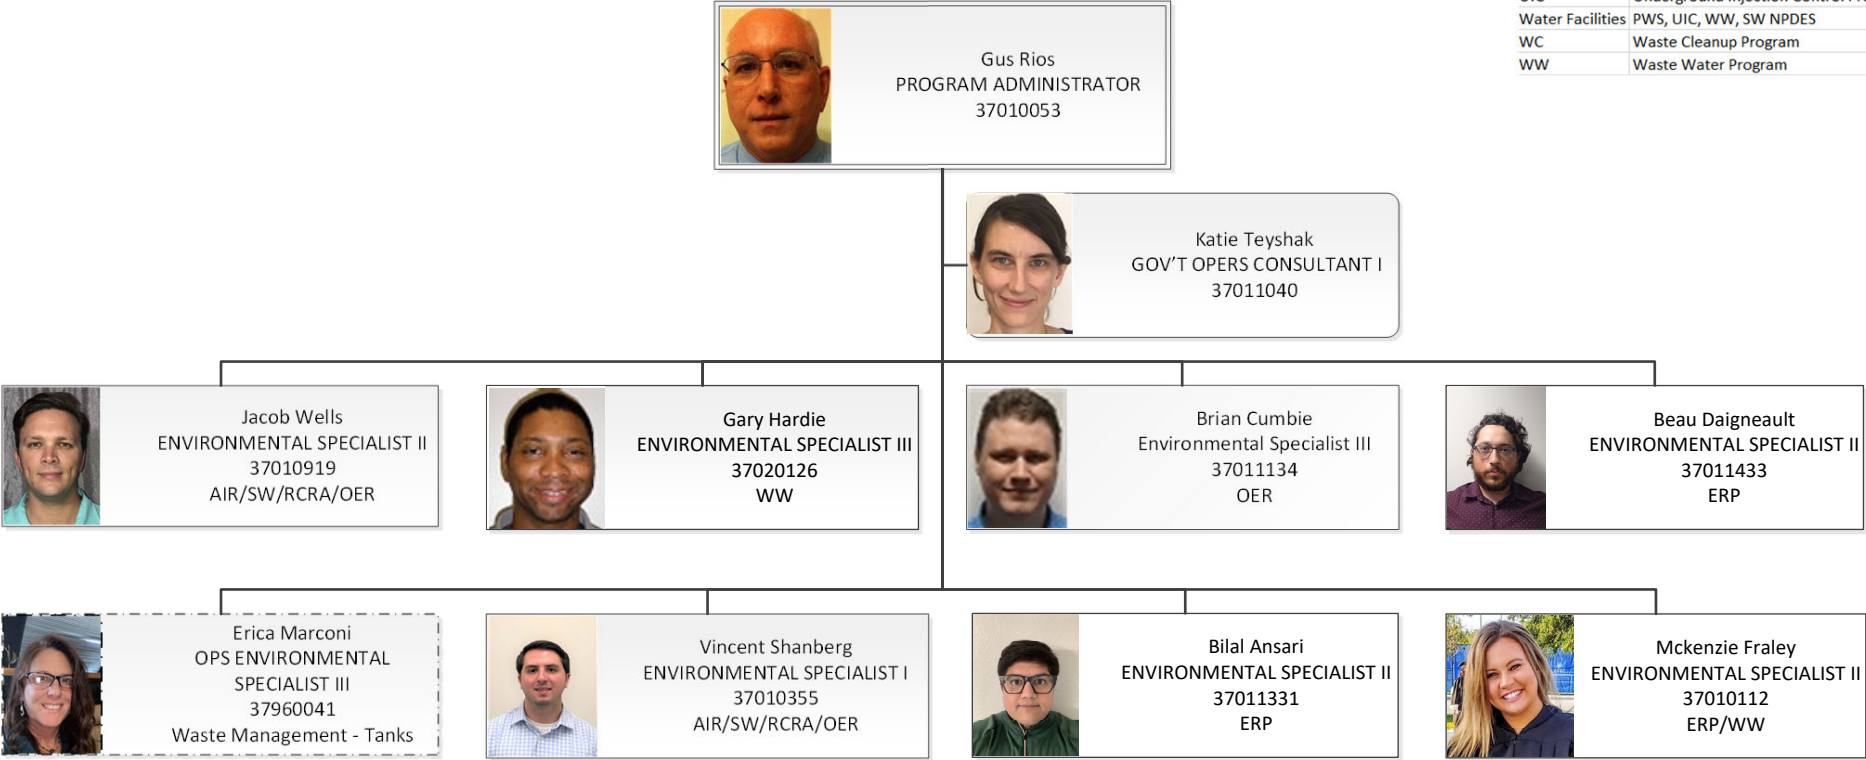 Water Facilities PWS, UIC, WW, SW NPDES
WC Waste Cleanup Program
WW Waste Water Program
Gus Rios
PROGRAM ADMINISTRATOR
37010053
Katie Teyshak
GOV'T OPERS CONSULTANT I
37011040
Jacob Wells
ENVIRONMENTAL SPECIALIST II
37010919
AIR/SW/RCRA/OER
Gary Hardie
ENVIRONMENTAL SPECIALIST III
37020126
WW
Brian Cumbie
Environmental Specialist III
37011134
OER
Beau Daigneault
ENVIRONMENTAL SPECIALIST II
37011433
ERP
Erica Marconi
OPS ENVIRONMENTAL
SPECIALIST III
37960041
Waste Management - Tanks
Vincent Shanberg
ENVIRONMENTAL SPECIALIST I
37010355
AIR/SW/RCRA/OER
Bilal Ansari
ENVIRONMENTAL SPECIALIST II
37011331
ERP
Mckenzie Fraley
ENVIRONMENTAL SPECIALIST II
37010112
ERP/WW